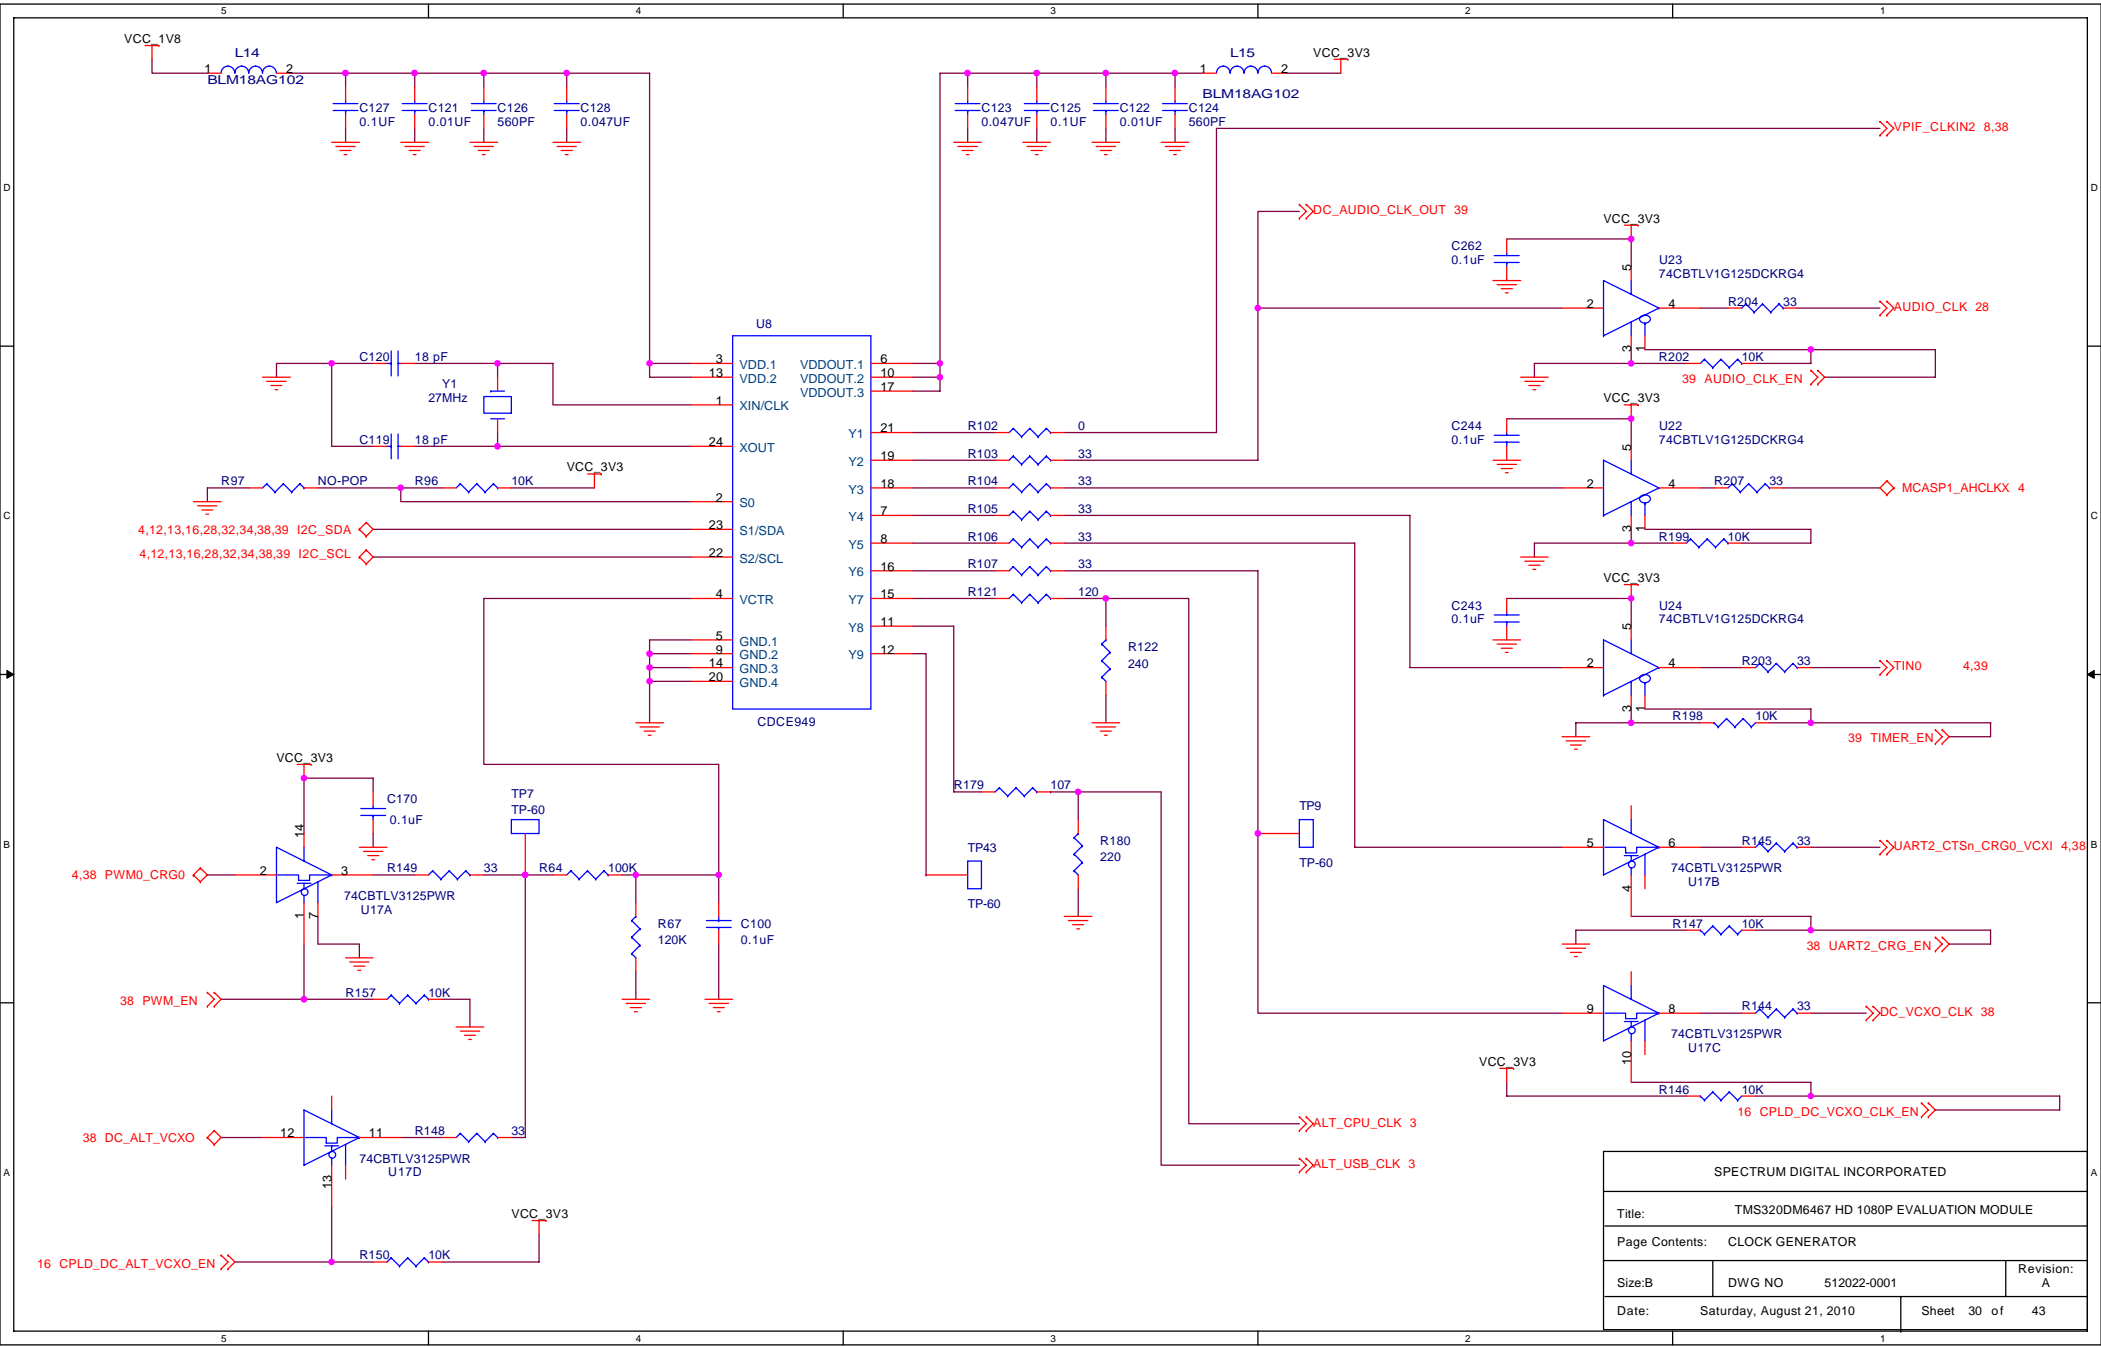 5 4 3 2 1
VCC_1V8
L14
1 2
BLM18AG102
C127
0.1UF
C121
0.01UF
C126
560PF
C128
0.047UF
L15
VCC_3V3
1 2
BLM18AG102
C123
0.047UF
C125
0.1UF
C122
0.01UF
C124
560PF
VPIF_CLKIN2 8,38
D D
DC_AUDIO_CLK_OUT 39
VCC_3V3
C262
0.1uF
5
U23
74CBTLV1G125DCKRG4
2 4 R204 33
AUDIO_CLK 28
3 1
R202 10K
39 AUDIO_CLK_EN
U8
CDCE949
3 VDD.1
13 VDD.2
1 XIN/CLK
24 XOUT
2 S0
23 S1/SDA
22 S2/SCL
4 VCTR
5 GND.1
9 GND.2
14 GND.3
20 GND.4
VDDOUT.1 6
VDDOUT.2 10
VDDOUT.3 17
Y1 21 R102 0
Y2 19 R103 33
Y3 18 R104 33
Y4 7 R105 33
Y5 8 R106 33
Y6 16 R107 33
Y7 15 R121 120
Y8 11
Y9 12
C120 18 pF
Y1
27MHz
C119 18 pF
R97 NO-POP R96 10K
VCC_3V3
4,12,13,16,28,32,34,38,39 I2C_SDA
4,12,13,16,28,32,34,38,39 I2C_SCL
C C
R122
240
VCC_3V3
C244
0.1uF
5
U22
74CBTLV1G125DCKRG4
2 4 R207 33
MCASP1_AHCLKX 4
3 1
R199 10K
VCC_3V3
C243
0.1uF
5
U24
74CBTLV1G125DCKRG4
2 4 R203 33
TIN0 4,39
3 1
R198 10K
39 TIMER_EN
VCC_3V3
C170
0.1uF
14
4,38 PWM0_CRG0
2 3 R149 33
74CBTLV3125PWR
U17A
1 7
TP7
TP-60
R64 100K
R67
120K
C100
0.1uF
38 PWM_EN
R157 10K
R179 107
R180
220
TP43
TP-60
TP9
TP-60
B B
5 6 R145 33
UART2_CTSn_CRG0_VCXI 4,38
74CBTLV3125PWR
U17B
4
R147 10K
38 UART2_CRG_EN
9 8 R144 33
DC_VCXO_CLK 38
74CBTLV3125PWR
U17C
10
VCC_3V3
R146 10K
16 CPLD_DC_VCXO_CLK_EN
38 DC_ALT_VCXO
12 11 R148 33
74CBTLV3125PWR
U17D
13
VCC_3V3
16 CPLD_DC_ALT_VCXO_EN
R150 10K
ALT_CPU_CLK 3
ALT_USB_CLK 3
A A
SPECTRUM DIGITAL INCORPORATED
Title: TMS320DM6467 HD 1080P EVALUATION MODULE
Page Contents: CLOCK GENERATOR
Size:B DWG NO 512022-0001 Revision: A
Date: Saturday, August 21, 2010 Sheet 30 of 43
5 4 3 2 1